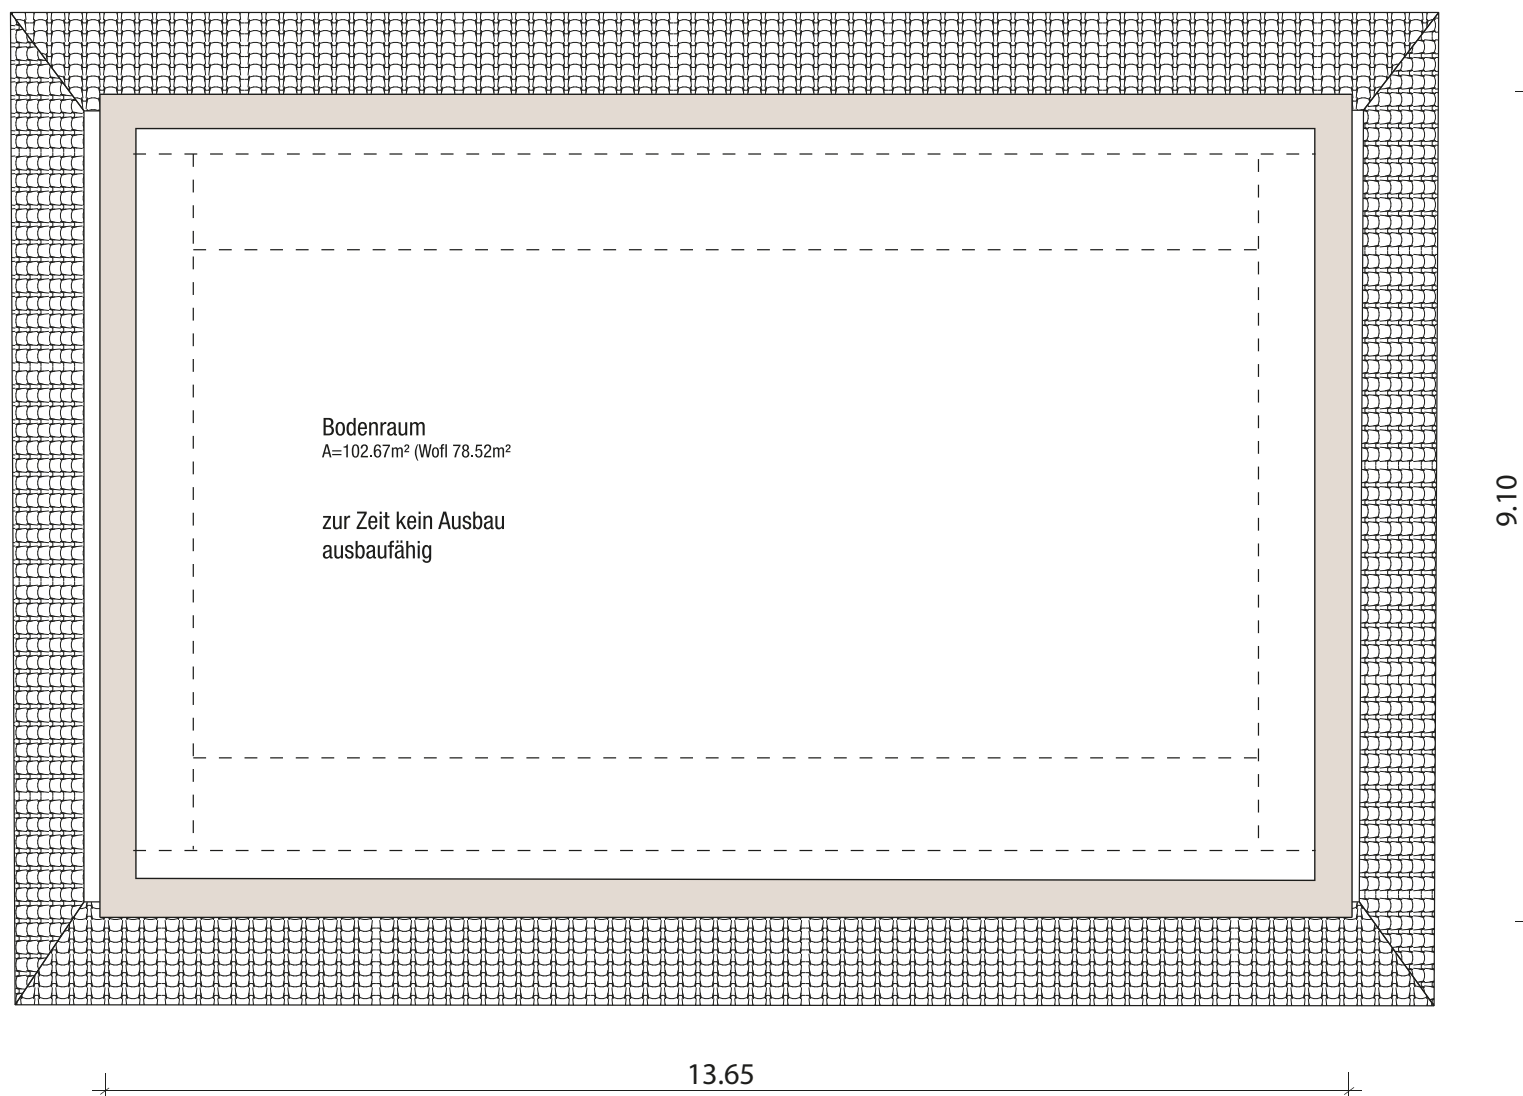 Bodenraum
A=102.67m² (Wofl 78.52m²
zur Zeit kein Ausbau
ausbaufähig
9.10
13.65